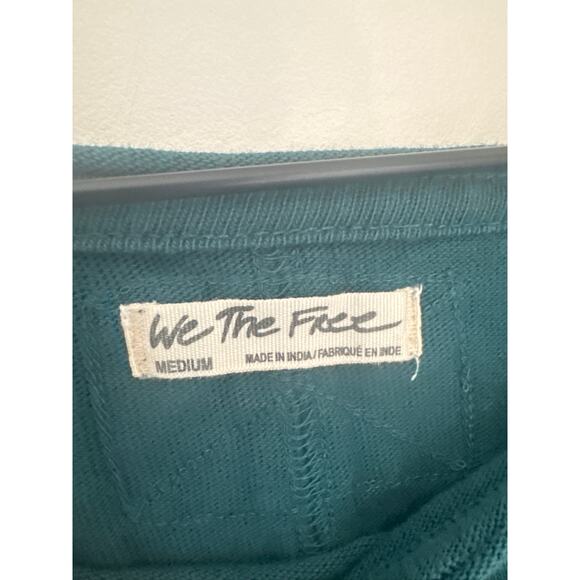 We The Free
MEDIUM MADE IN INDIA/FABRIQUÉ EN INDE